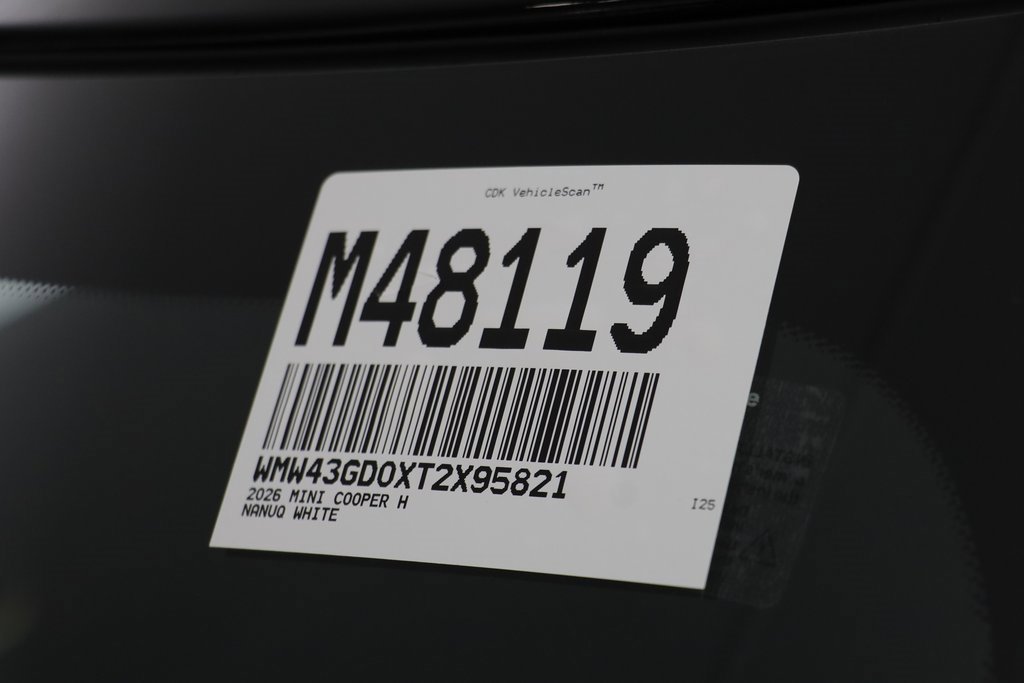 CDK VehicleScan™
M48119
WMW43GD0XT2X95821
2026 MINI COOPER H
NANUQ WHITE
I25